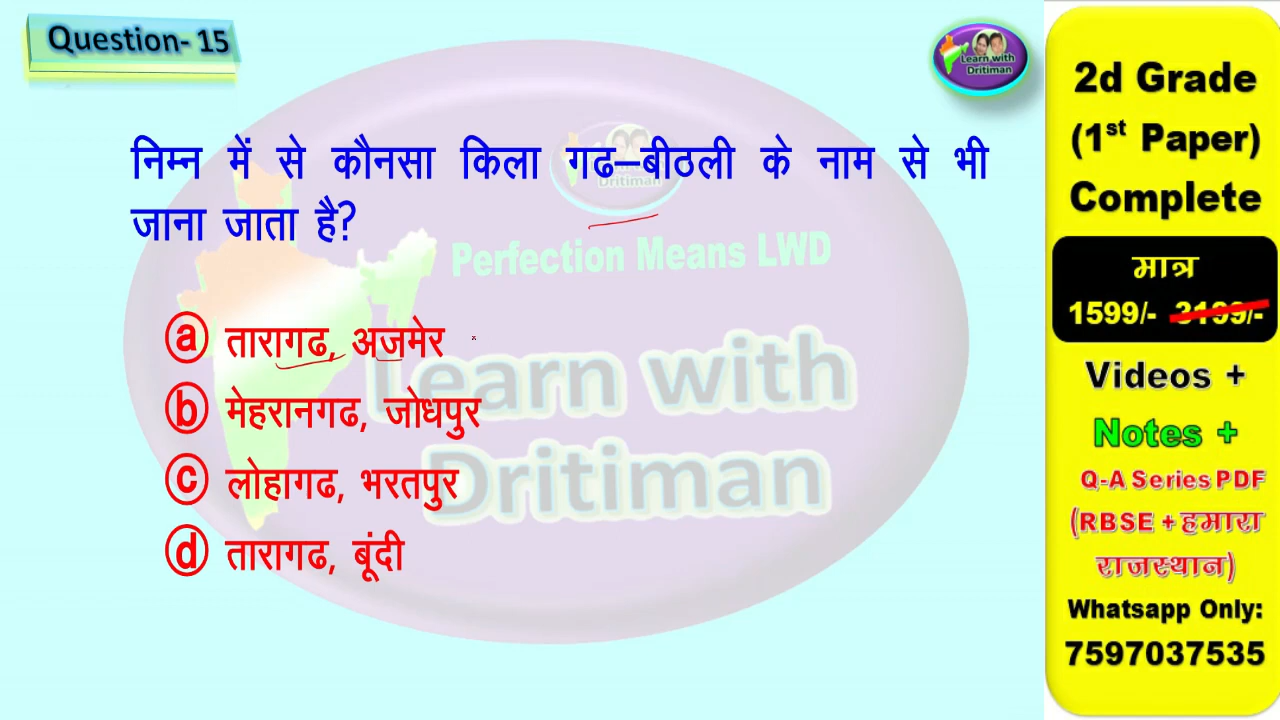 Question- 15
Learn with
Dritiman
निम्न में से कौनसा किला गढ–बीठली के नाम से भी
जाना जाता है?
Dritiman
Perfection Means LWD
ⓐ तारागढ, अजमेर
ⓑ मेहरानगढ, जोधपुर
ⓒ लोहागढ, भरतपुर
ⓓ तारागढ, बूंदी
Learn with
Dritiman
2d Grade
(1st Paper)
Complete
मात्र
1599/- 3199/-
Videos +
Notes +
Q-A Series PDF
(RBSE + हमारा
राजस्थान)
Whatsapp Only:
7597037535